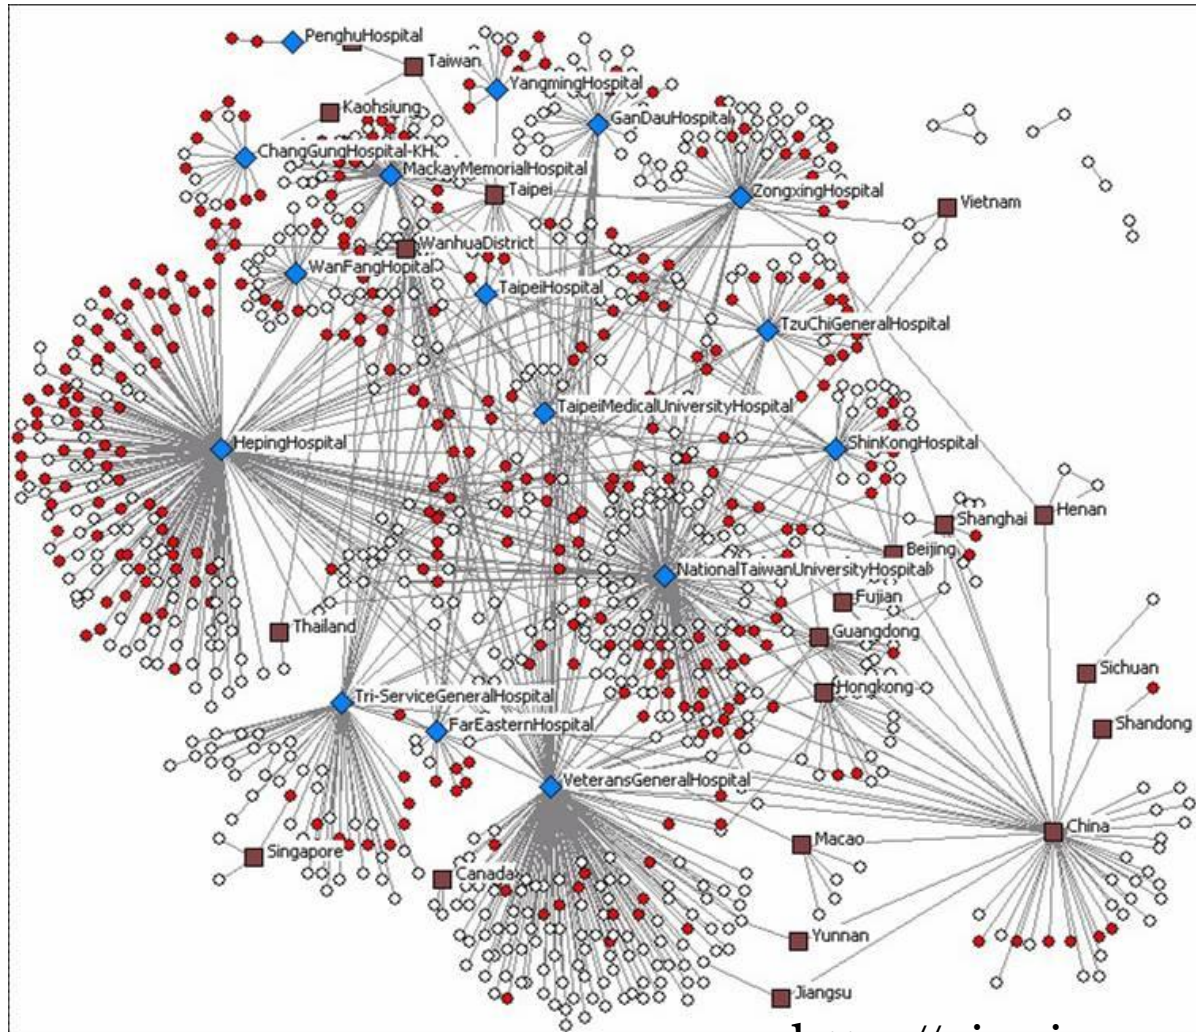 PenghuHospital
Taiwan
YangmingHospital
Kaohsiung
GanDauHospital
ChangGungHospital-KH
MackayMemorialHospital
Taipei
ZongxingHospital
Vietnam
WanhuaDistrict
WanFangHopital
TaipeiHospital
TzuChiGeneralHospital
TaipeiMedicalUniversityHospital
HepingHospital
ShinKongHospital
Shanghai
Henan
Beijing
NationalTaiwanUniversityHospital
Fujian
Thailand
Guangdong
Sichuan
Hongkong
Tri-ServiceGeneralHospital
Shandong
FarEasternHospital
VeteransGeneralHospital
China
Macao
Singapore
Canada
Yunnan
Jiangsu